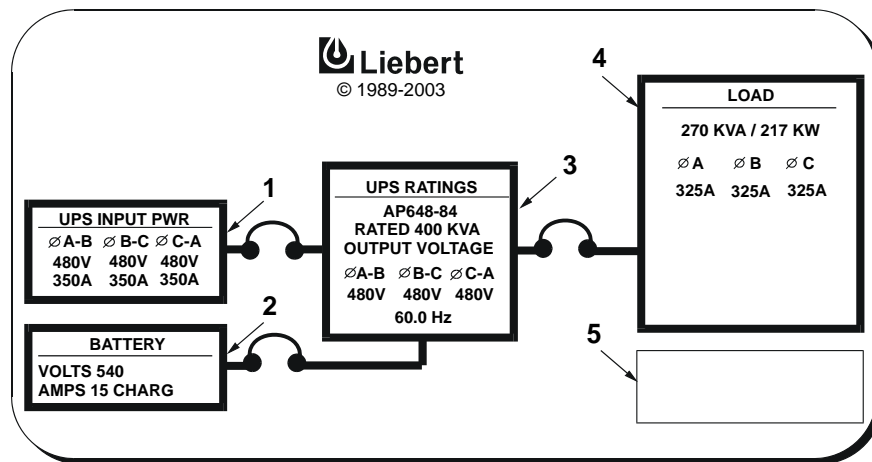 Liebert
© 1989-2003
1
UPS INPUT PWR
∅ A-B ∅ B-C ∅ C-A
480V 480V 480V
350A 350A 350A
2
BATTERY
VOLTS 540
AMPS 15 CHARG
3
UPS RATINGS
AP648-84
RATED 400 KVA
OUTPUT VOLTAGE
∅A-B ∅B-C ∅C-A
480V 480V 480V
60.0 Hz
4
LOAD
270 KVA / 217 KW
∅ A ∅ B ∅ C
325A 325A 325A
5